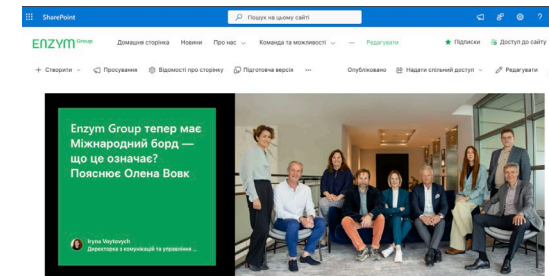 SharePoint
Пошук на цьому сайті
?
ENZYM Group
Домашня сторінка Новини Про нас Команда та можливості ··· Редагувати
Підписки Доступ до сайту
+ Створити Просування Відомості про сторінку Підготовча версія ··· Опубліковано Надати спільний доступ Редагувати
Enzym Group тепер має
Міжнародний борд —
що це означає?
Пояснює Олена Вовк
Iryna Voytovych
Директорка з комунікацій та управління ...